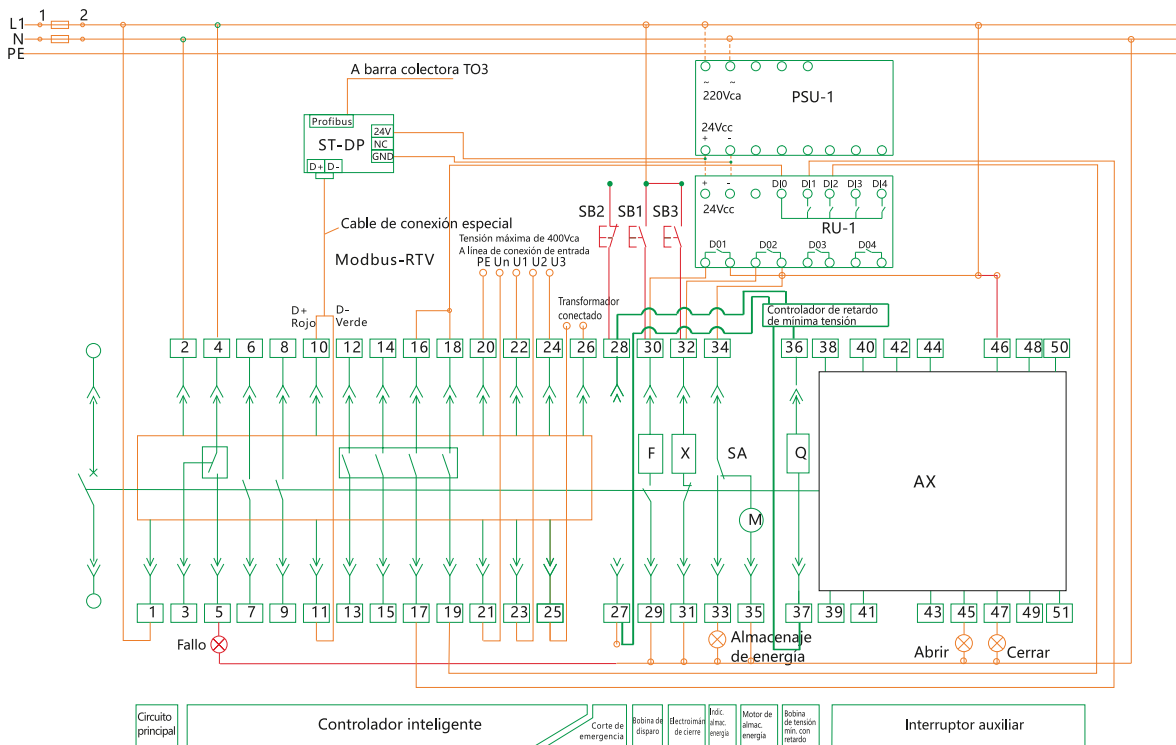 1 2
L1
N
PE
A barra colectora TO3
Profibus
ST-DP
24V
NC
GND
D+ D-
~ ~
220Vca
PSU-1
24Vcc
+ -
+ -
24Vcc
DI0 DI1 DI2 DI3 DI4
RU-1
D01 D02 D03 D04
SB2 SB1 SB3
Cable de conexión especial
Modbus-RTV
Tensión máxima de 400Vca
A línea de conexión de entrada
PE Un U1 U2 U3
D+
Rojo
D-
Verde
Transformador
conectado
Controlador de retardo
de mínima tensión
2 4 6 8 10 12 14 16 18 20 22 24 26 28 30 32 34 36 38 40 42 44 46 48 50
F X SA Q
M
AX
1 3 5 7 9 11 13 15 17 19 21 23 25 27 29 31 33 35 37 39 41 43 45 47 49 51
Fallo
Almacenaje
de energía
Abrir
Cerrar
Circuito
principal
Controlador inteligente
Corte de
emergencia
Bobina de
disparo
Electroimán
de cierre
Indic.
almac.
energía
Motor de
almac.
energía
Bobina
de tensión
mín. con
retardo
Interruptor auxiliar